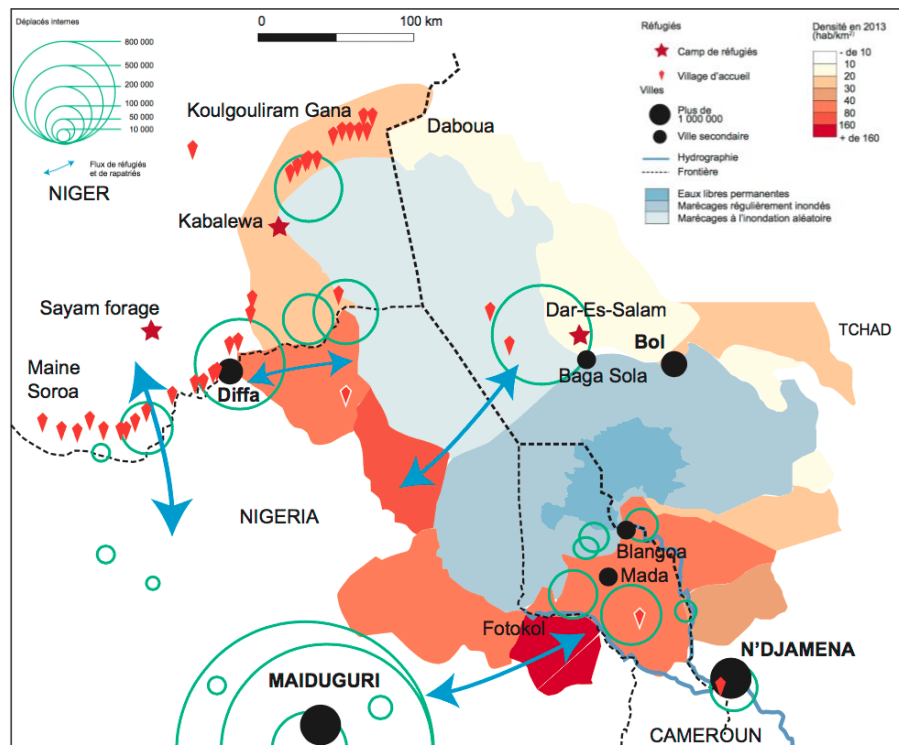 Déplacés internes
800 000
500 000
200 000
100 000
50 000
10 000
Flux de réfugiés
et de rapatriés
0
100 km
Réfugiés
Camp de réfugiés
Village d'accueil
Villes
Plus de
1 000 000
Ville secondaire
Hydrographie
Frontière
Eaux libres permanentes
Marécages régulièrement inondés
Marécages à l'inondation aléatoire
Densité en 2013
(hab/km²)
- de 10
10
20
30
40
80
160
+ de 160
NIGER
Koulgouliram Gana
Daboua
Kabalewa
Sayam forage
Maine
Soroa
Diffa
Dar-Es-Salam
Bol
Baga Sola
TCHAD
NIGERIA
Blangoa
Mada
Fotokol
MAIDUGURI
N'DJAMENA
CAMEROUN